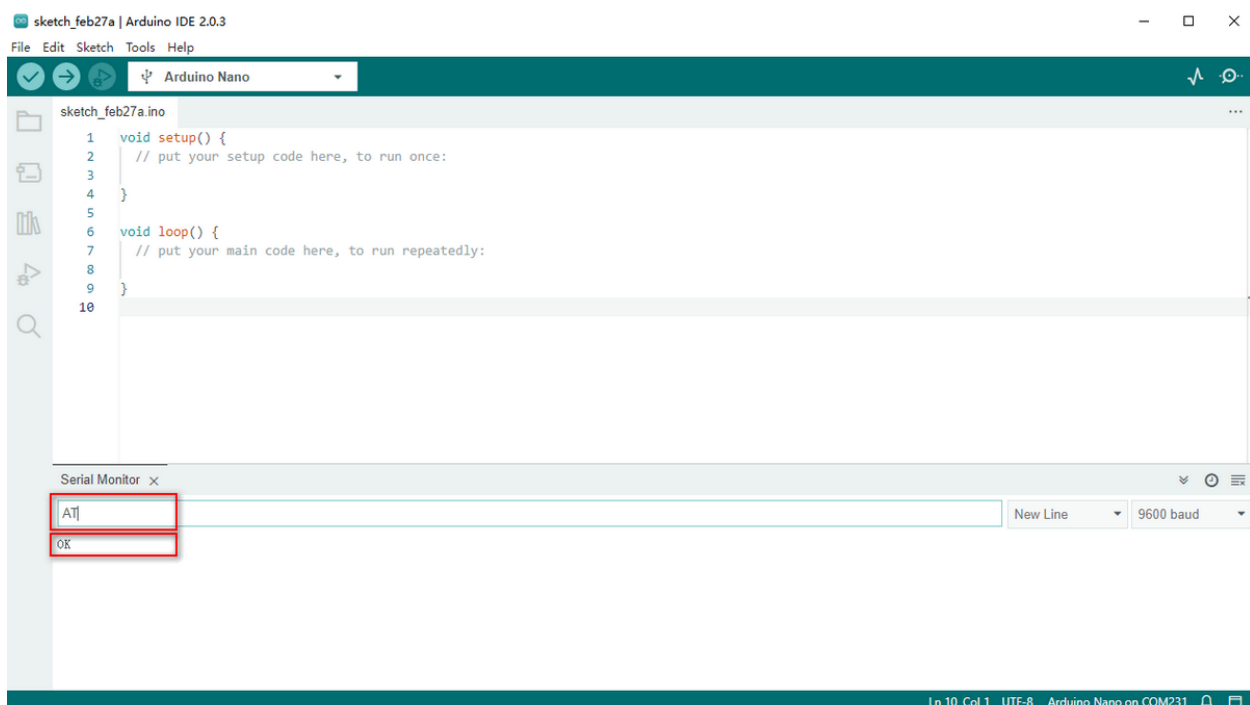 sketch_feb27a | Arduino IDE 2.0.3
File Edit Sketch Tools Help
Arduino Nano
sketch_feb27a.ino
1 void setup() {
2 // put your setup code here, to run once:
3
4 }
5
6 void loop() {
7 // put your main code here, to run repeatedly:
8
9 }
10
Serial Monitor
AT New Line 9600 baud
OK
Ln 10, Col 1 UTF-8 Arduino Nano on COM231